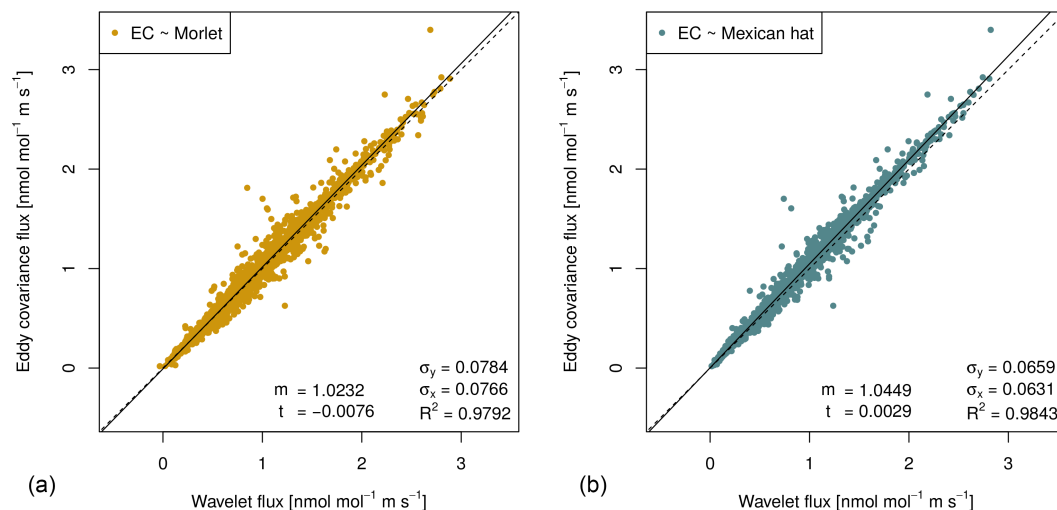 EC ~ Morlet
Eddy covariance flux [nmol mol⁻¹ m s⁻¹]
3
2
1
0
σy = 0.0784
m = 1.0232
σx = 0.0766
t = −0.0076
R² = 0.9792
0 1 2 3
(a)
Wavelet flux [nmol mol⁻¹ m s⁻¹]
EC ~ Mexican hat
Eddy covariance flux [nmol mol⁻¹ m s⁻¹]
3
2
1
0
σy = 0.0659
m = 1.0449
σx = 0.0631
t = 0.0029
R² = 0.9843
0 1 2 3
(b)
Wavelet flux [nmol mol⁻¹ m s⁻¹]